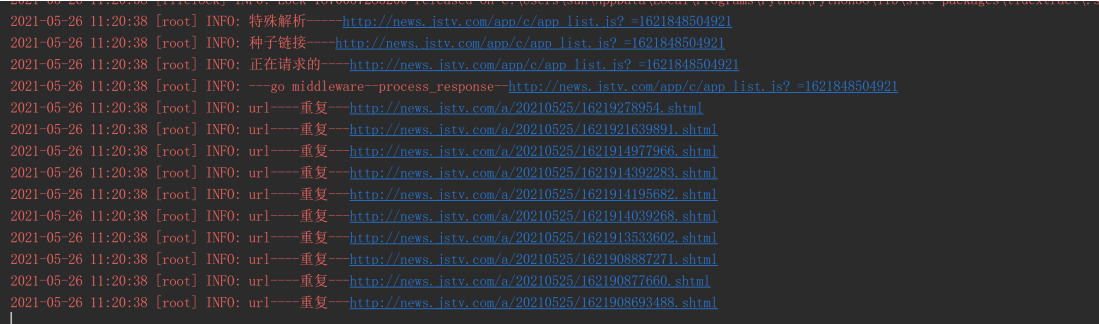 2021-05-26 11:20:38 [root] INFO: 特殊解析-----http://news.jstv.com/app/c/app_list.js?_=1621848504921
2021-05-26 11:20:38 [root] INFO: 种子链接----http://news.jstv.com/app/c/app_list.js?_=1621848504921
2021-05-26 11:20:38 [root] INFO: 正在请求的----http://news.jstv.com/app/c/app_list.js?_=1621848504921
2021-05-26 11:20:38 [root] INFO: ---go middleware--process_response--http://news.jstv.com/app/c/app_list.js?_=1621848504921
2021-05-26 11:20:38 [root] INFO: url----重复---http://news.jstv.com/a/20210525/16219278954.shtml
2021-05-26 11:20:38 [root] INFO: url----重复---http://news.jstv.com/a/20210525/1621921639891.shtml
2021-05-26 11:20:38 [root] INFO: url----重复---http://news.jstv.com/a/20210525/1621914977966.shtml
2021-05-26 11:20:38 [root] INFO: url----重复---http://news.jstv.com/a/20210525/1621914392283.shtml
2021-05-26 11:20:38 [root] INFO: url----重复---http://news.jstv.com/a/20210525/1621914195682.shtml
2021-05-26 11:20:38 [root] INFO: url----重复---http://news.jstv.com/a/20210525/1621914039268.shtml
2021-05-26 11:20:38 [root] INFO: url----重复---http://news.jstv.com/a/20210525/1621913533602.shtml
2021-05-26 11:20:38 [root] INFO: url----重复---http://news.jstv.com/a/20210525/1621908887271.shtml
2021-05-26 11:20:38 [root] INFO: url----重复---http://news.jstv.com/a/20210525/162190877660.shtml
2021-05-26 11:20:38 [root] INFO: url----重复---http://news.jstv.com/a/20210525/1621908693488.shtml